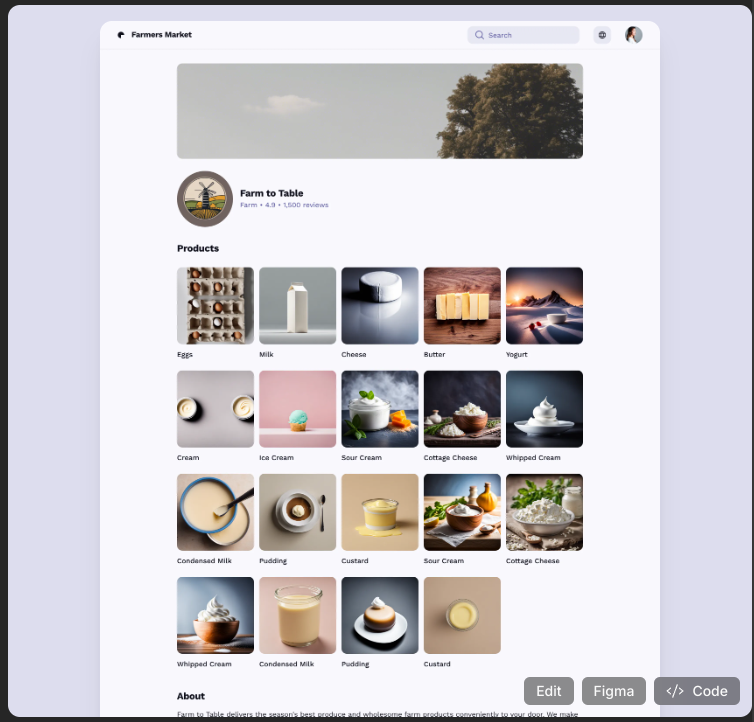 Farmers Market
Search
Farm to Table
Farm • 4.9 • 1,500 reviews
Products
Eggs
Milk
Cheese
Butter
Yogurt
Cream
Ice Cream
Sour Cream
Cottage Cheese
Whipped Cream
Condensed Milk
Pudding
Custard
Sour Cream
Cottage Cheese
Whipped Cream
Condensed Milk
Pudding
Custard
About
Farm to Table delivers the season's best produce and wholesome farm products conveniently to your door. We make
Edit
Figma
</> Code